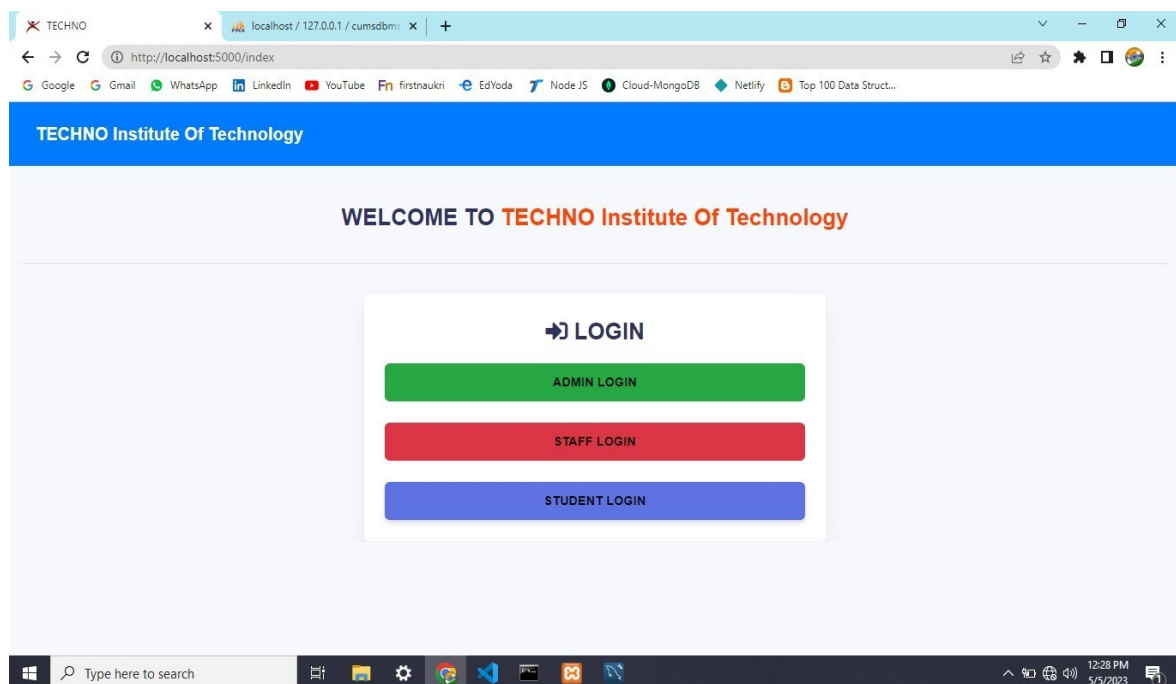 TECHNO
localhost / 127.0.0.1 / cumsdbms
http://localhost:5000/index
Google Gmail WhatsApp LinkedIn YouTube firstnaukri EdYoda Node JS Cloud-MongoDB Netlify Top 100 Data Struct...
TECHNO Institute Of Technology
WELCOME TO TECHNO Institute Of Technology
LOGIN
ADMIN LOGIN
STAFF LOGIN
STUDENT LOGIN
Type here to search
12:28 PM
5/5/2023